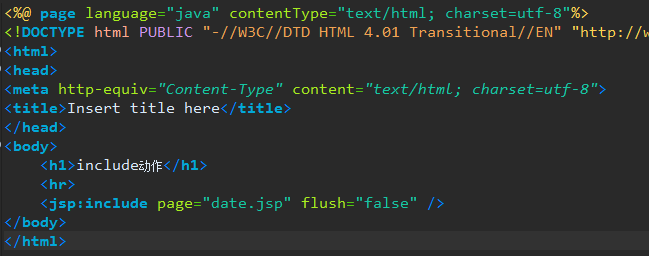 <%@ page language="java" contentType="text/html; charset=utf-8"%>
<!DOCTYPE html PUBLIC "-//W3C//DTD HTML 4.01 Transitional//EN" "http://w
<html>
<head>
<meta http-equiv="Content-Type" content="text/html; charset=utf-8">
<title>Insert title here</title>
</head>
<body>
    <h1>include动作</h1>
    <hr>
    <jsp:include page="date.jsp" flush="false" />
</body>
</html>